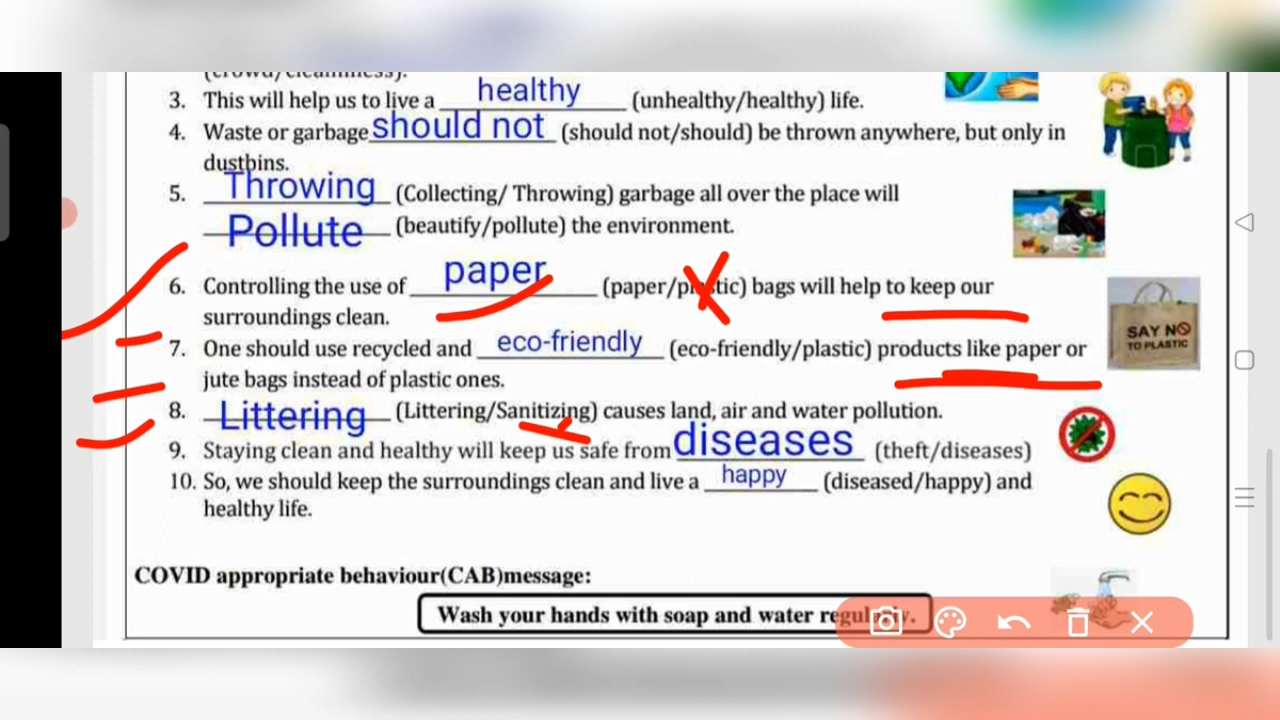 (crowd/cleanliness).
3. This will help us to live a healthy (unhealthy/healthy) life.
4. Waste or garbage should not (should not/should) be thrown anywhere, but only in
dustbins.
5. Throwing (Collecting/ Throwing) garbage all over the place will
Pollute (beautify/pollute) the environment.
6. Controlling the use of paper (paper/plastic) bags will help to keep our
surroundings clean.
SAY NO
TO PLASTIC
7. One should use recycled and eco-friendly (eco-friendly/plastic) products like paper or
jute bags instead of plastic ones.
8. Littering (Littering/Sanitizing) causes land, air and water pollution.
9. Staying clean and healthy will keep us safe from diseases (theft/diseases)
10. So, we should keep the surroundings clean and live a happy (diseased/happy) and
healthy life.
COVID appropriate behaviour(CAB)message:
Wash your hands with soap and water regularly.